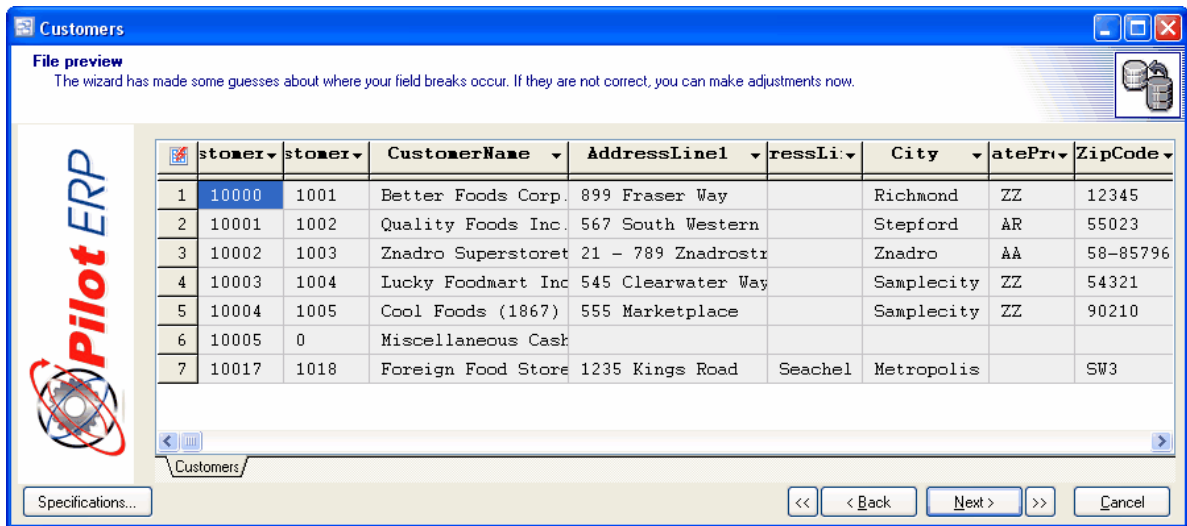 Customers
File preview
The wizard has made some guesses about where your field breaks occur. If they are not correct, you can make adjustments now.
Pilot ERP
stomer stomer CustomerName AddressLine1 ressLi: City atePr ZipCode
1 10000 1001 Better Foods Corp. 899 Fraser Way Richmond ZZ 12345
2 10001 1002 Quality Foods Inc. 567 South Western Stepford AR 55023
3 10002 1003 Znadro Superstoret 21 - 789 Znadrostr Znadro AA 58-85796
4 10003 1004 Lucky Foodmart Inc 545 Clearwater Way Samplecity ZZ 54321
5 10004 1005 Cool Foods (1867) 555 Marketplace Samplecity ZZ 90210
6 10005 0 Miscellaneous Cash
7 10017 1018 Foreign Food Store 1235 Kings Road Seachel Metropolis SW3
Customers
Specifications... << < Back Next > >> Cancel